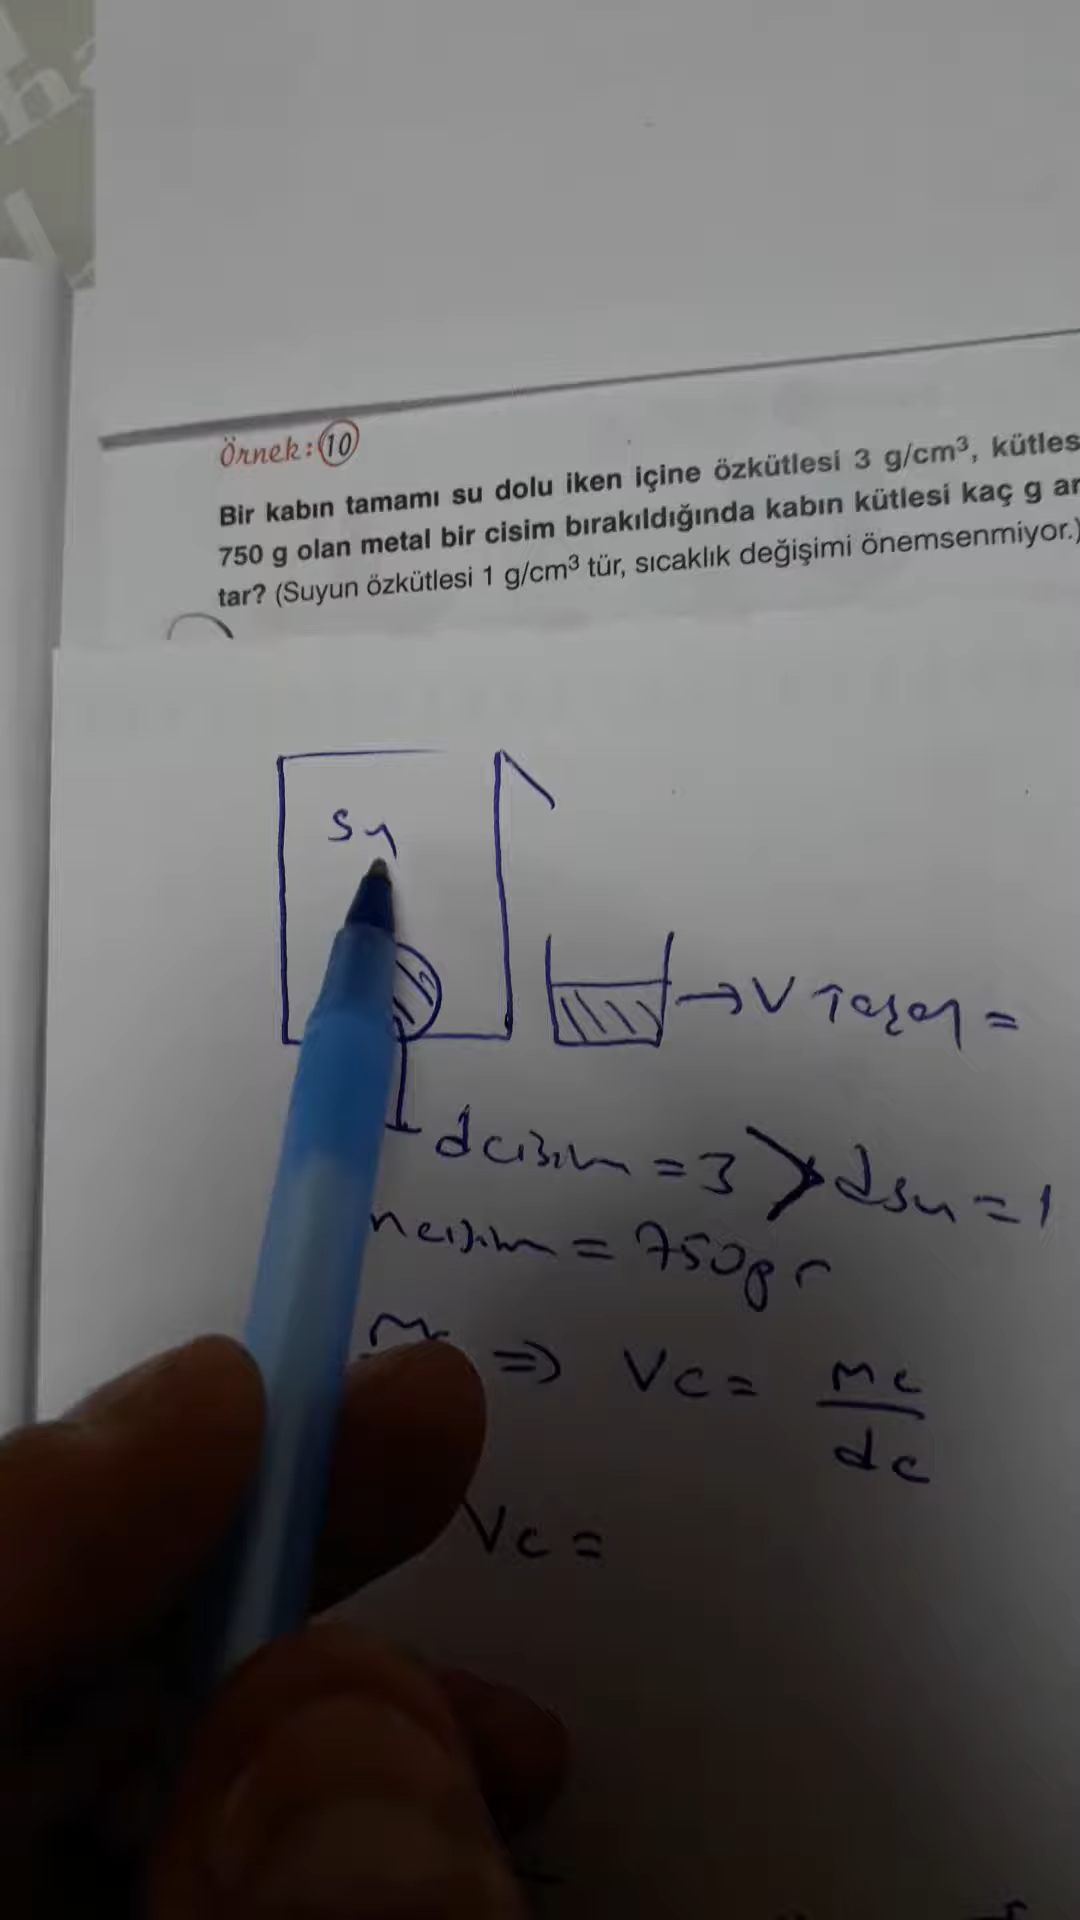 Örnek: 10
Bir kabın tamamı su dolu iken içine özkütlesi 3 g/cm³, kütles
750 g olan metal bir cisim bırakıldığında kabın kütlesi kaç g ar
tar? (Suyun özkütlesi 1 g/cm³ tür, sıcaklık değişimi önemsenmiyor.)
Su
→ V Taşan =
dcisim = 3 > dsu = 1
mcisim = 750gr
m ⇒ Vc = mc
dc
Vc =